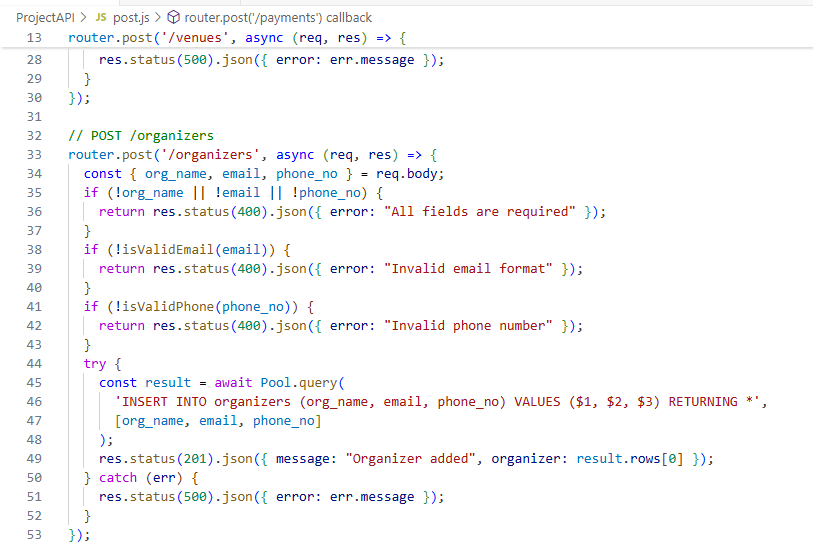 ProjectAPI > JS post.js > router.post('/payments') callback
13 router.post('/venues', async (req, res) => {
28 res.status(500).json({ error: err.message });
29 }
30 });
31
32 // POST /organizers
33 router.post('/organizers', async (req, res) => {
34 const { org_name, email, phone_no } = req.body;
35 if (!org_name || !email || !phone_no) {
36 return res.status(400).json({ error: "All fields are required" });
37 }
38 if (!isValidEmail(email)) {
39 return res.status(400).json({ error: "Invalid email format" });
40 }
41 if (!isValidPhone(phone_no)) {
42 return res.status(400).json({ error: "Invalid phone number" });
43 }
44 try {
45 const result = await Pool.query(
46 'INSERT INTO organizers (org_name, email, phone_no) VALUES ($1, $2, $3) RETURNING *',
47 [org_name, email, phone_no]
48 );
49 res.status(201).json({ message: "Organizer added", organizer: result.rows[0] });
50 } catch (err) {
51 res.status(500).json({ error: err.message });
52 }
53 });